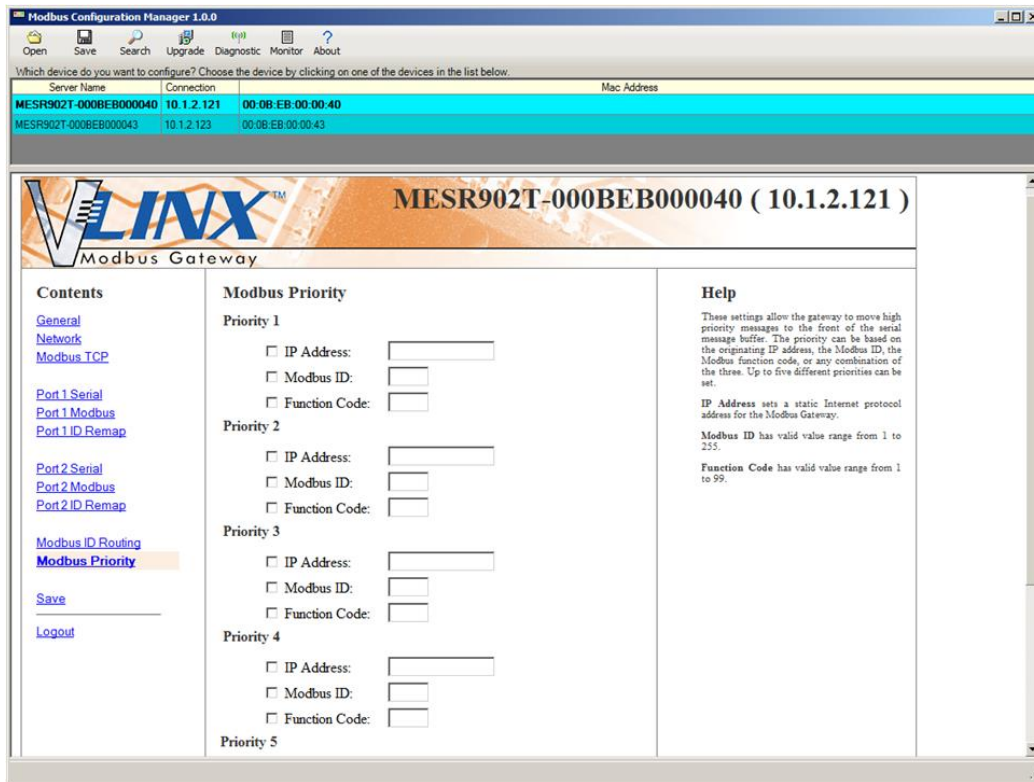 Modbus Configuration Manager 1.0.0
Open Save Search Upgrade Diagnostic Monitor About
Which device do you want to configure? Choose the device by clicking on one of the devices in the list below.
Server Name Connection Mac Address
MESR902T-000BEB000040 10.1.2.121 00:0B:EB:00:00:40
MESR902T-000BEB000043 10.1.2.123 00:0B:EB:00:00:43
VLINX™
Modbus Gateway
MESR902T-000BEB000040 ( 10.1.2.121 )
Contents
General
Network
Modbus TCP
Port 1 Serial
Port 1 Modbus
Port 1 ID Remap
Port 2 Serial
Port 2 Modbus
Port 2 ID Remap
Modbus ID Routing
Modbus Priority
Save
Logout
Modbus Priority
Priority 1
IP Address:
Modbus ID:
Function Code:
Priority 2
IP Address:
Modbus ID:
Function Code:
Priority 3
IP Address:
Modbus ID:
Function Code:
Priority 4
IP Address:
Modbus ID:
Function Code:
Priority 5
Help
These settings allow the gateway to move high
priority messages to the front of the serial
message buffer. The priority can be based on
the originating IP address, the Modbus ID, the
Modbus function code, or any combination of
the three. Up to five different priorities can be
set.
IP Address sets a static Internet protocol
address for the Modbus Gateway.
Modbus ID has valid value range from 1 to
255.
Function Code has valid value range from 1
to 99.